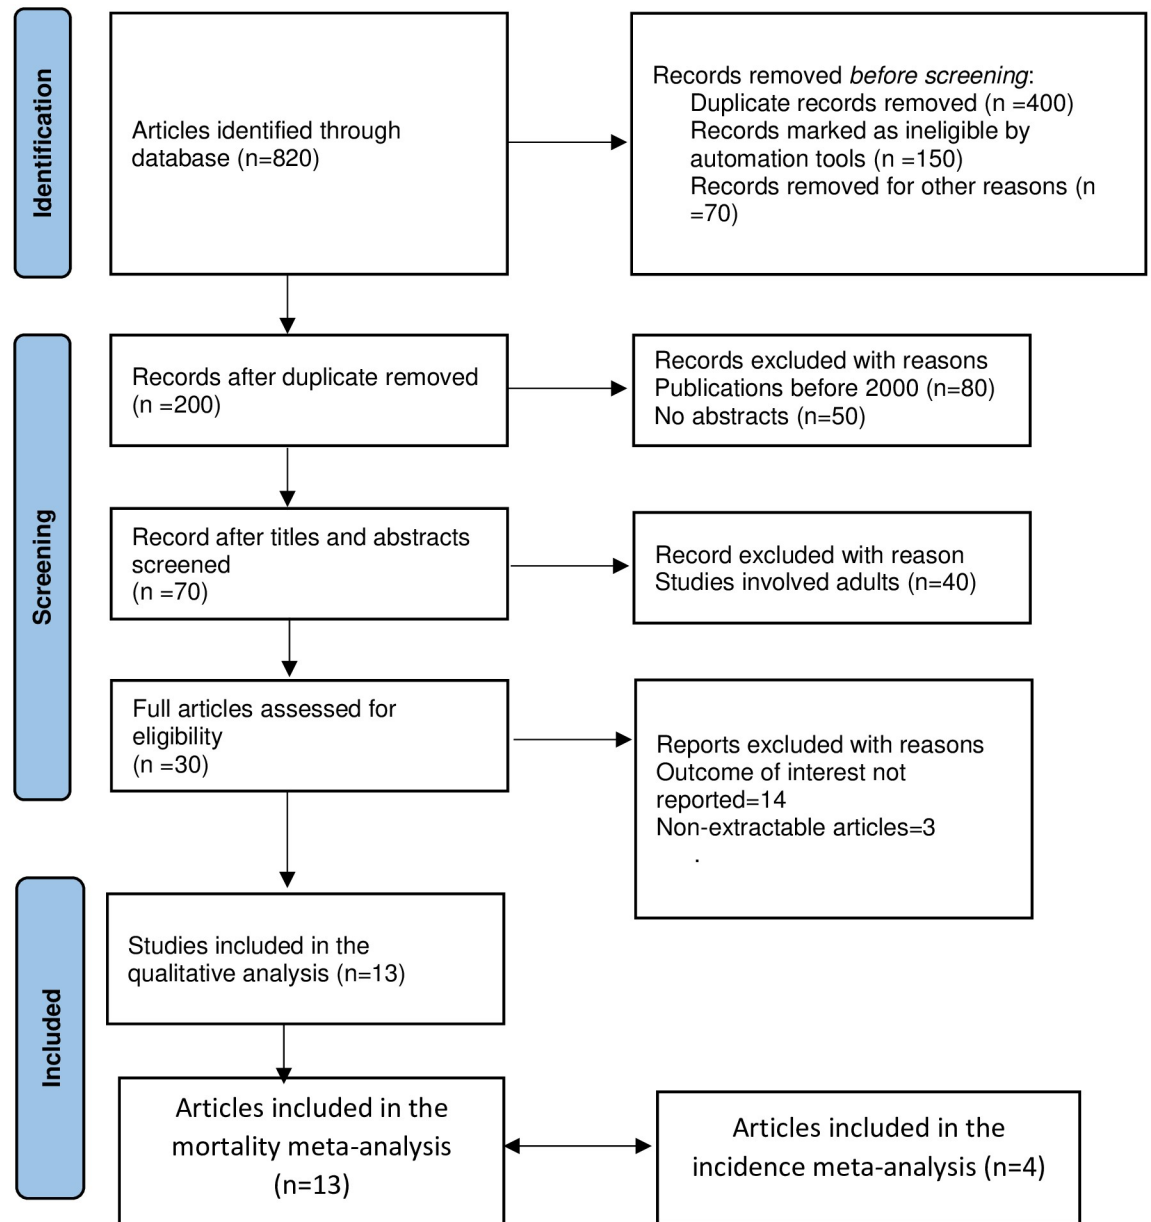 Identification
Articles identified through
database (n=820)
Records removed before screening:
Duplicate records removed (n =400)
Records marked as ineligible by
automation tools (n =150)
Records removed for other reasons (n
=70)
Screening
Records after duplicate removed
(n =200)
Records excluded with reasons
Publications before 2000 (n=80)
No abstracts (n=50)
Record after titles and abstracts
screened
(n =70)
Record excluded with reason
Studies involved adults (n=40)
Full articles assessed for
eligibility
(n =30)
Reports excluded with reasons
Outcome of interest not
reported=14
Non-extractable articles=3
.
Included
Studies included in the
qualitative analysis (n=13)
Articles included in the
mortality meta-analysis
(n=13)
Articles included in the
incidence meta-analysis (n=4)